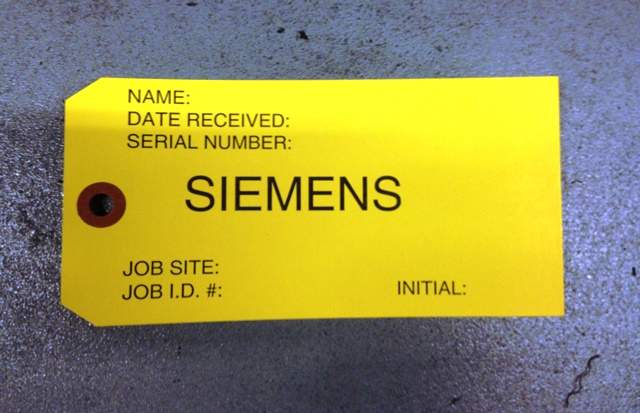 NAME:
DATE RECEIVED:
SERIAL NUMBER:
SIEMENS
JOB SITE:
JOB I.D. #:
INITIAL: